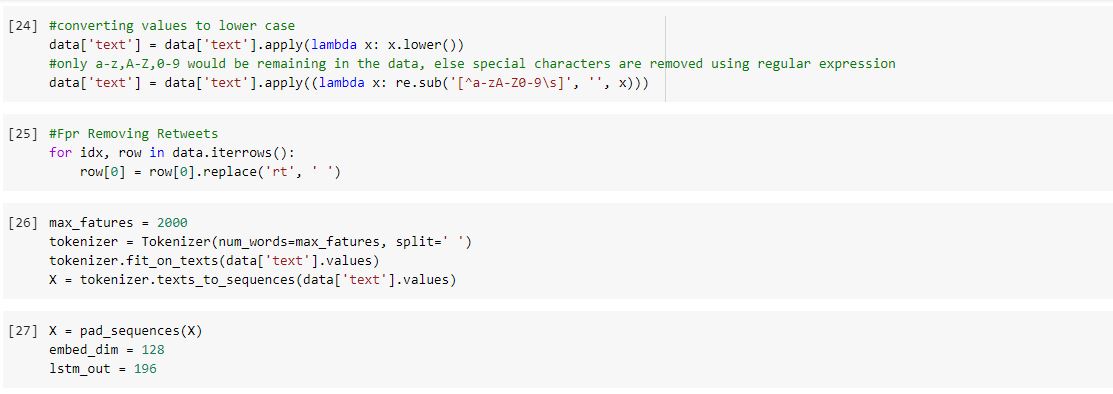 [24] #converting values to lower case
data['text'] = data['text'].apply(lambda x: x.lower())
#only a-z,A-Z,0-9 would be remaining in the data, else special characters are removed using regular expression
data['text'] = data['text'].apply((lambda x: re.sub('[^a-zA-Z0-9\s]', '', x)))
[25] #Fpr Removing Retweets
for idx, row in data.iterrows():
    row[0] = row[0].replace('rt', ' ')
[26] max_fatures = 2000
tokenizer = Tokenizer(num_words=max_fatures, split=' ')
tokenizer.fit_on_texts(data['text'].values)
X = tokenizer.texts_to_sequences(data['text'].values)
[27] X = pad_sequences(X)
embed_dim = 128
lstm_out = 196